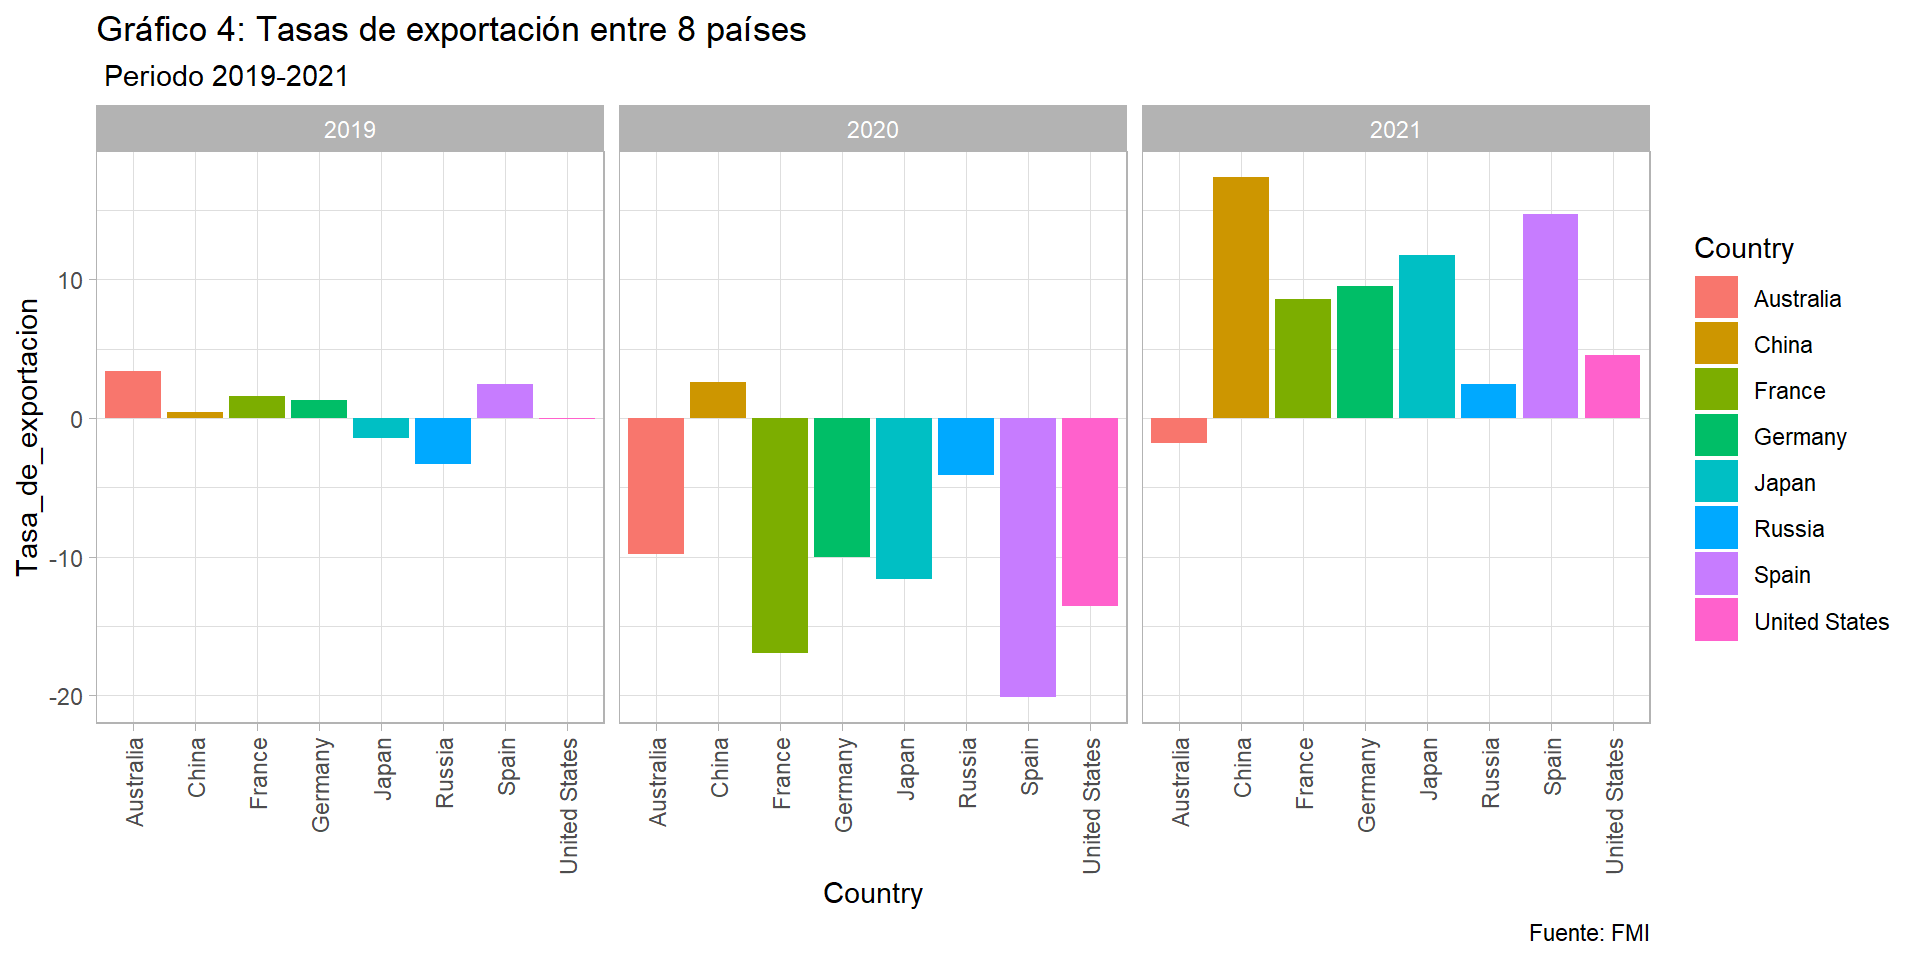 Gráfico 4: Tasas de exportación entre 8 países
Periodo 2019-2021
2019
2020
2021
Tasa_de_exportacion
10
0
-10
-20
Australia
China
France
Germany
Japan
Russia
Spain
United States
Australia
China
France
Germany
Japan
Russia
Spain
United States
Australia
China
France
Germany
Japan
Russia
Spain
United States
Country
Country
Australia
China
France
Germany
Japan
Russia
Spain
United States
Fuente: FMI